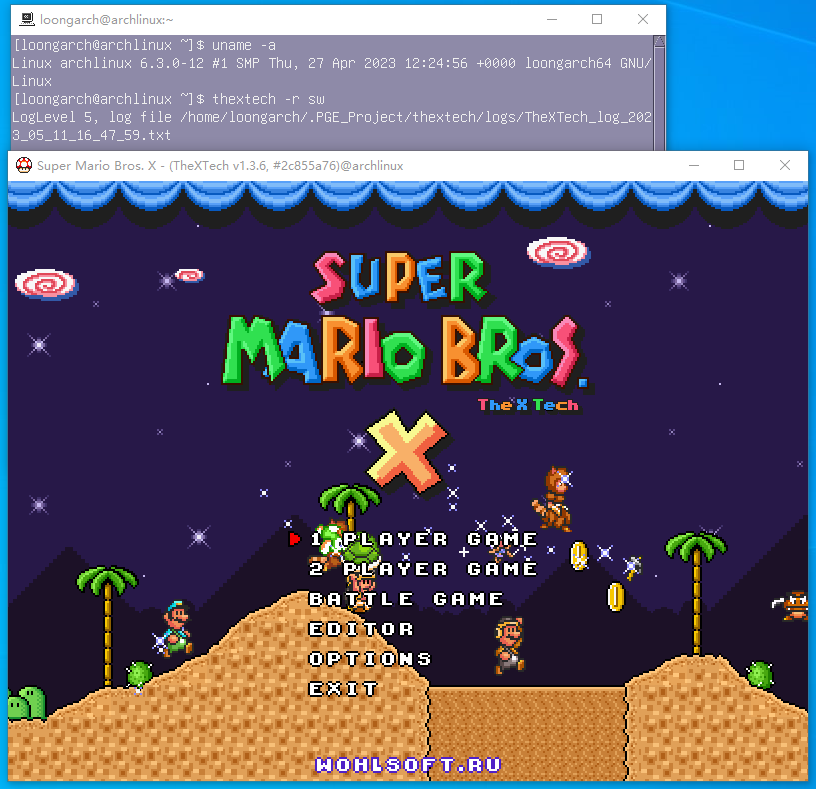 loongarch@archlinux:~
[loongarch@archlinux ~]$ uname -a
Linux archlinux 6.3.0-12 #1 SMP Thu, 27 Apr 2023 12:24:56 +0000 loongarch64 GNU/
Linux
[loongarch@archlinux ~]$ thextech -r sw
LogLevel 5, log file /home/loongarch/.PGE_Project/thextech/logs/TheXTech_log_202
3_05_11_16_47_59.txt
Super Mario Bros. X - (TheXTech v1.3.6, #2c855a76)@archlinux
SUPER
MARIO BROS.
The X Tech
X
1 PLAYER GAME
2 PLAYER GAME
BATTLE GAME
EDITOR
OPTIONS
EXIT
WOHLSOFT.RU